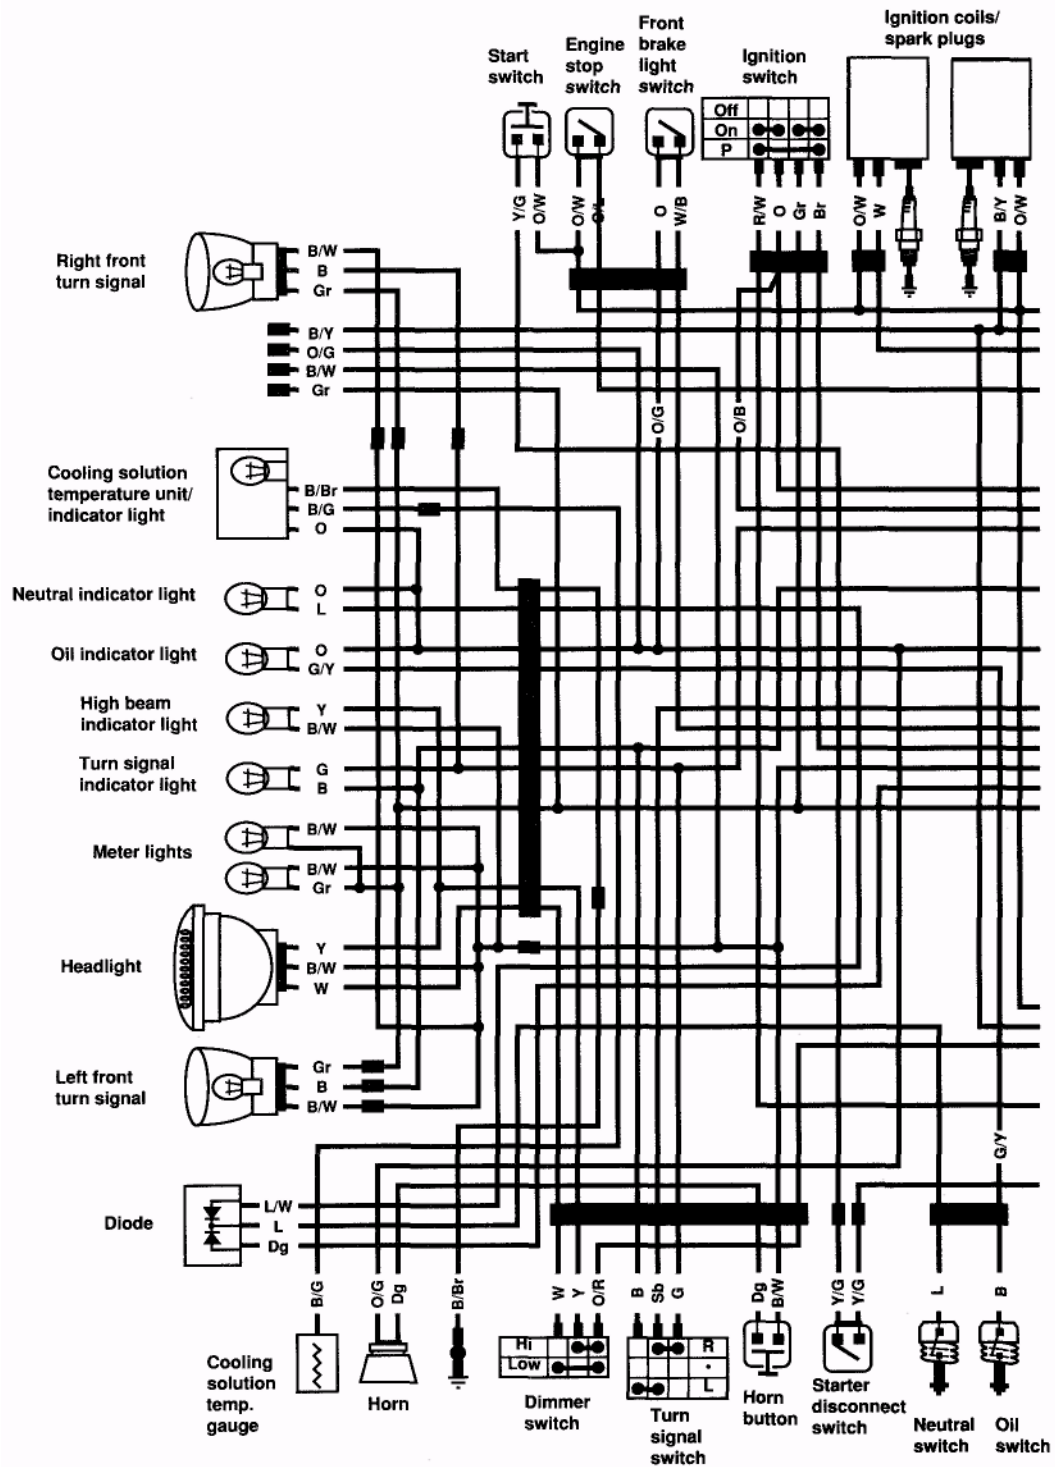 Ignition coils/
spark plugs
Front
brake
light
switch
Engine
stop
switch
Start
switch
Ignition
switch
Off
On
P
Y/G
O/W
O/W
O
W/B
R/W
O
Gr
Br
O/W
W
B/Y
O/W
Right front
turn signal
B/W
B
Gr
B/Y
O/G
B/W
Gr
O/G
O/B
Cooling solution
temperature unit/
indicator light
B/Br
B/G
O
Neutral indicator light
O
L
Oil indicator light
O
G/Y
High beam
indicator light
Y
B/W
Turn signal
indicator light
G
B
Meter lights
B/W
B/W
Gr
Headlight
Y
B/W
W
Left front
turn signal
Gr
B
B/W
G/Y
Diode
L/W
L
Dg
B/G
O/G
Dg
B/Br
W
Y
O/R
B
Sb
G
Dg
B/W
Y/G
Y/G
L
B
Hi
Low
R
L
Cooling
solution
temp.
gauge
Horn
Dimmer
switch
Turn
signal
switch
Horn
button
Starter
disconnect
switch
Neutral
switch
Oil
switch